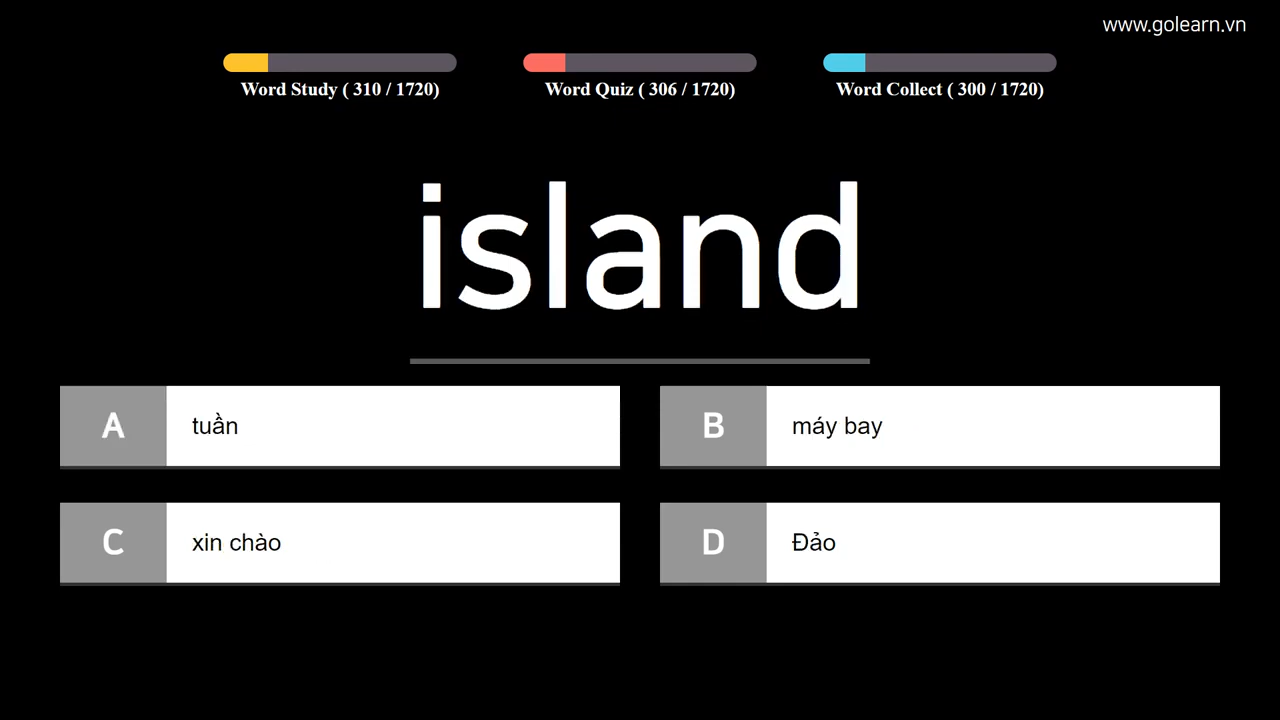 www.golearn.vn
Word Study ( 310 / 1720)
Word Quiz ( 306 / 1720)
Word Collect ( 300 / 1720)
island
A tuần
B máy bay
C xin chào
D Đảo